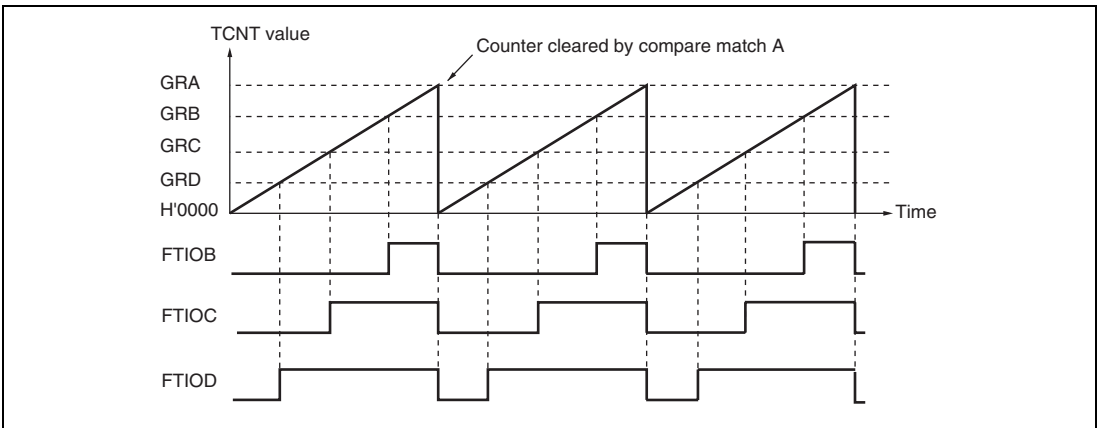 TCNT value
Counter cleared by compare match A
GRA
GRB
GRC
GRD
H'0000
Time
FTIOB
FTIOC
FTIOD